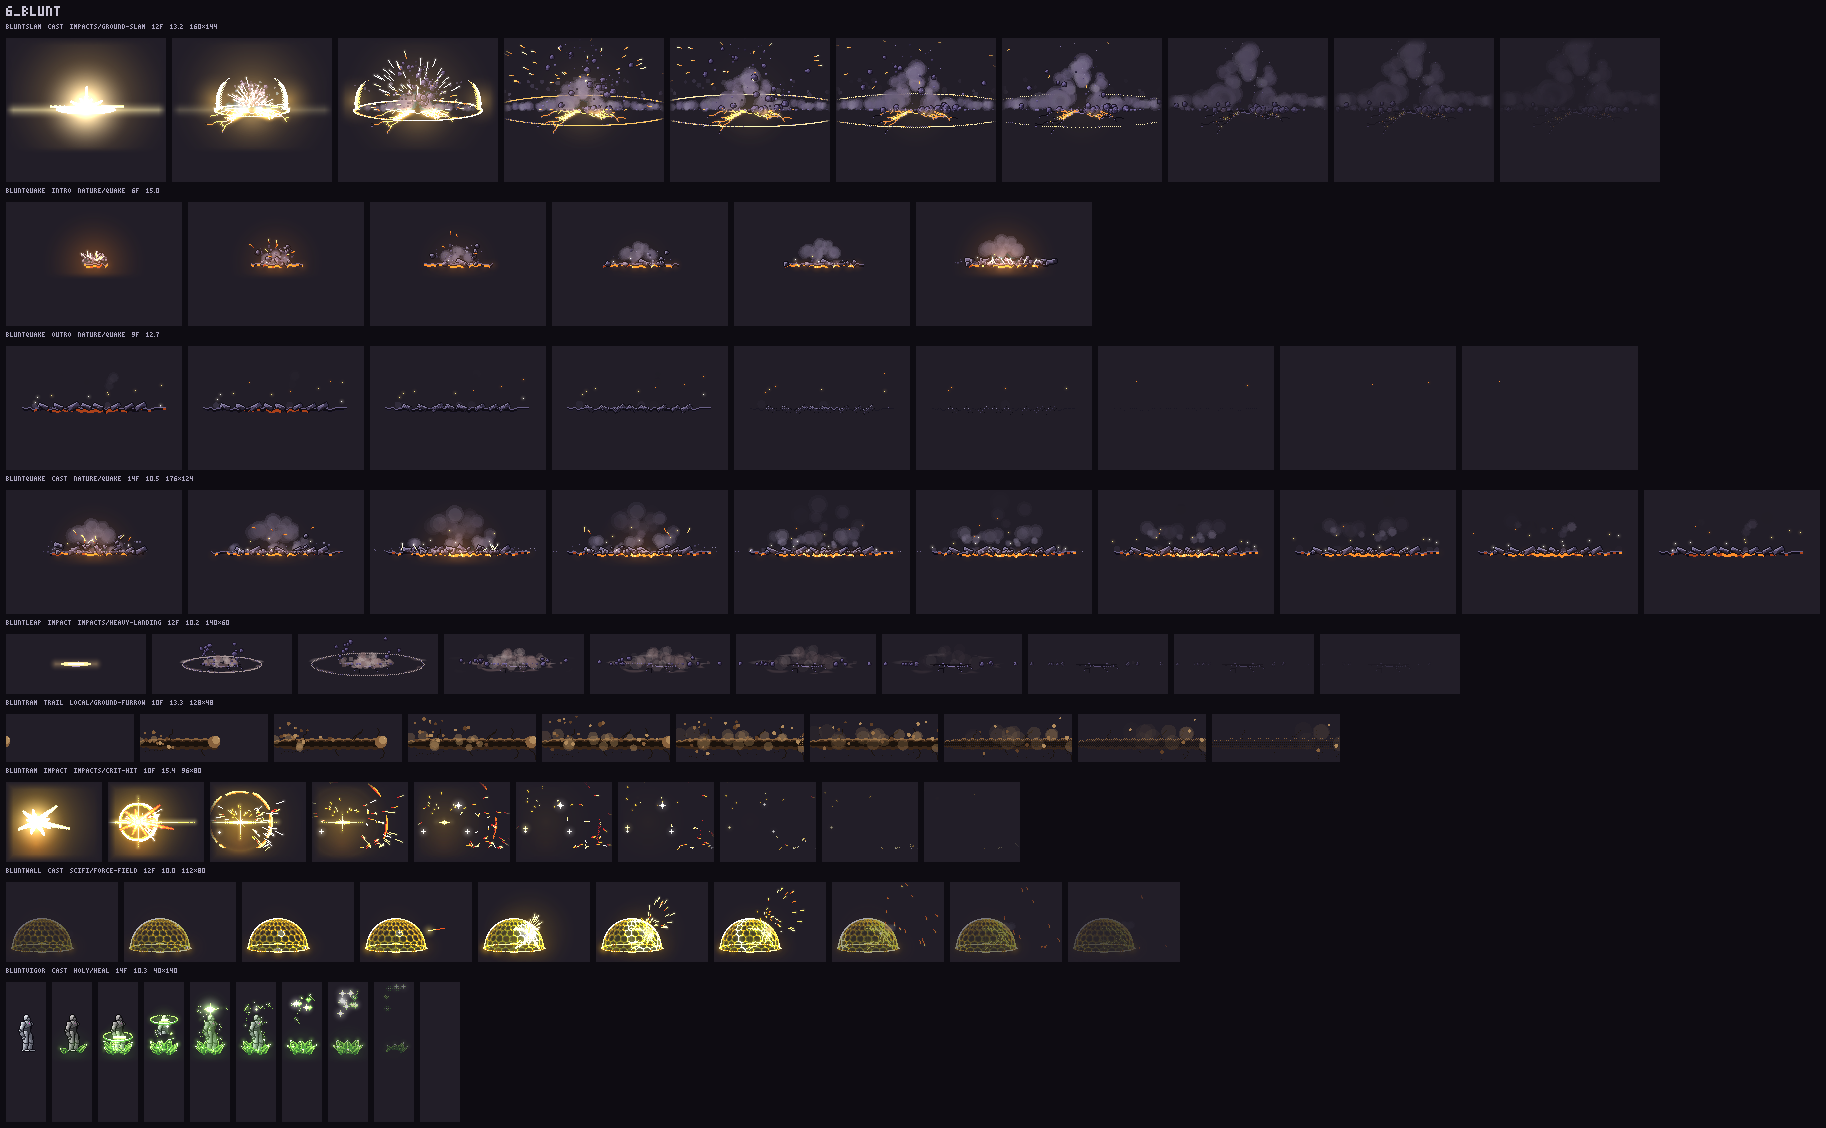 6_BLUNT
BLUNTSLAM CAST IMPACTS/GROUND-SLAM 12F 13.2 160×144
BLUNTQUAKE INTRO NATURE/QUAKE 6F 15.0
BLUNTQUAKE OUTRO NATURE/QUAKE 9F 12.7
BLUNTQUAKE CAST NATURE/QUAKE 14F 10.5 176×124
BLUNTLEAP IMPACT IMPACTS/HEAVY-LANDING 12F 10.2 140×60
BLUNTRAM TRAIL LOCAL/GROUND-FURROW 10F 13.3 128×48
BLUNTRAM IMPACT IMPACTS/CRIT-HIT 10F 15.4 96×80
BLUNTWALL CAST SCIFI/FORCE-FIELD 12F 10.0 112×80
BLUNTVIGOR CAST HOLY/HEAL 14F 10.3 40×140